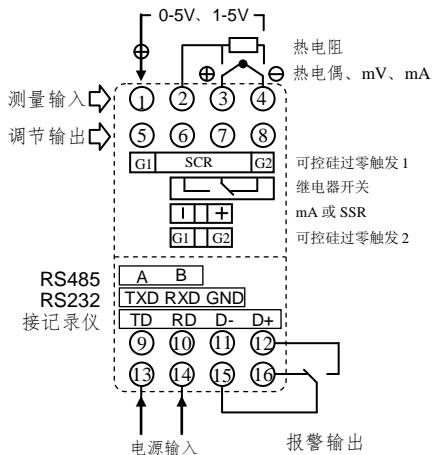 0-5V、1-5V
热电阻
⊕ ⊖ 热电偶、mV、mA
测量输入 1 2 3 4
调节输出 5 6 7 8
G1 SCR G2 可控硅过零触发 1
继电器开关
− + mA 或 SSR
G1 G2 可控硅过零触发 2
RS485 A B
RS232 TXD RXD GND
接记录仪 TD RD D- D+
9 10 11 12
13 14 15 16
电源输入 报警输出